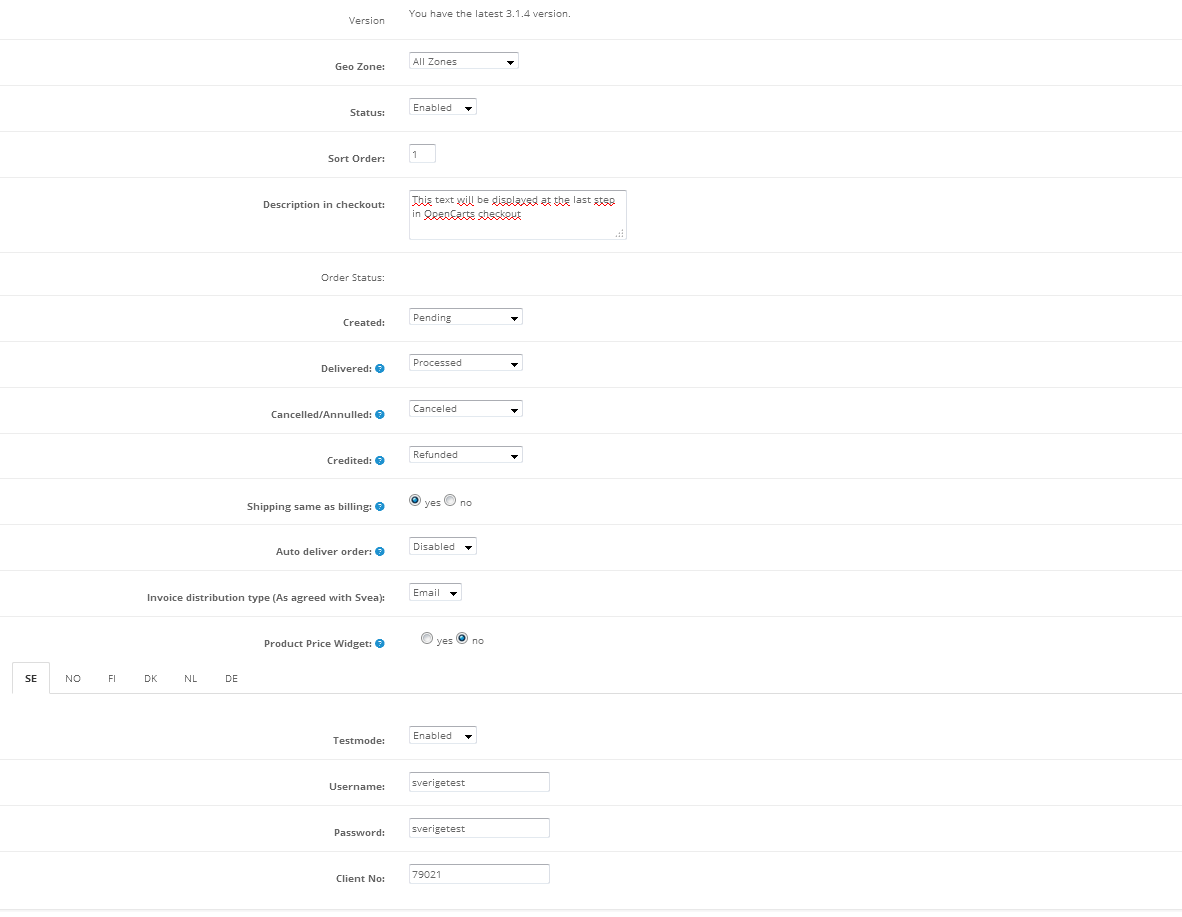 Version You have the latest 3.1.4 version.
Geo Zone: All Zones
Status: Enabled
Sort Order: 1
Description in checkout: This text will be displayed at the last step
in OpenCarts checkout
Order Status:
Created: Pending
Delivered: ? Processed
Cancelled/Annulled: ? Canceled
Credited: ? Refunded
Shipping same as billing: ? yes no
Auto deliver order: ? Disabled
Invoice distribution type (As agreed with Svea): Email
Product Price Widget: ? yes no
SE NO FI DK NL DE
Testmode: Enabled
Username: sverigetest
Password: sverigetest
Client No: 79021